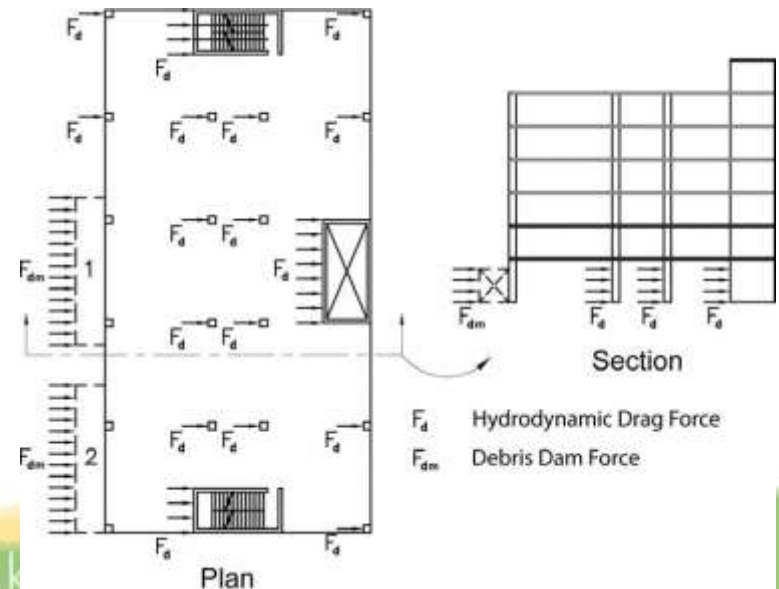 Fd Fd
Fd
Fd Fd Fd Fd
Fd Fd
Fdm 1 Fd
Fd Fd
Fd Fd Fd
Fdm 2
Fd Fd
Plan
Fdm Fd Fd Fd
Section
Fd Hydrodynamic Drag Force
Fdm Debris Dam Force
k